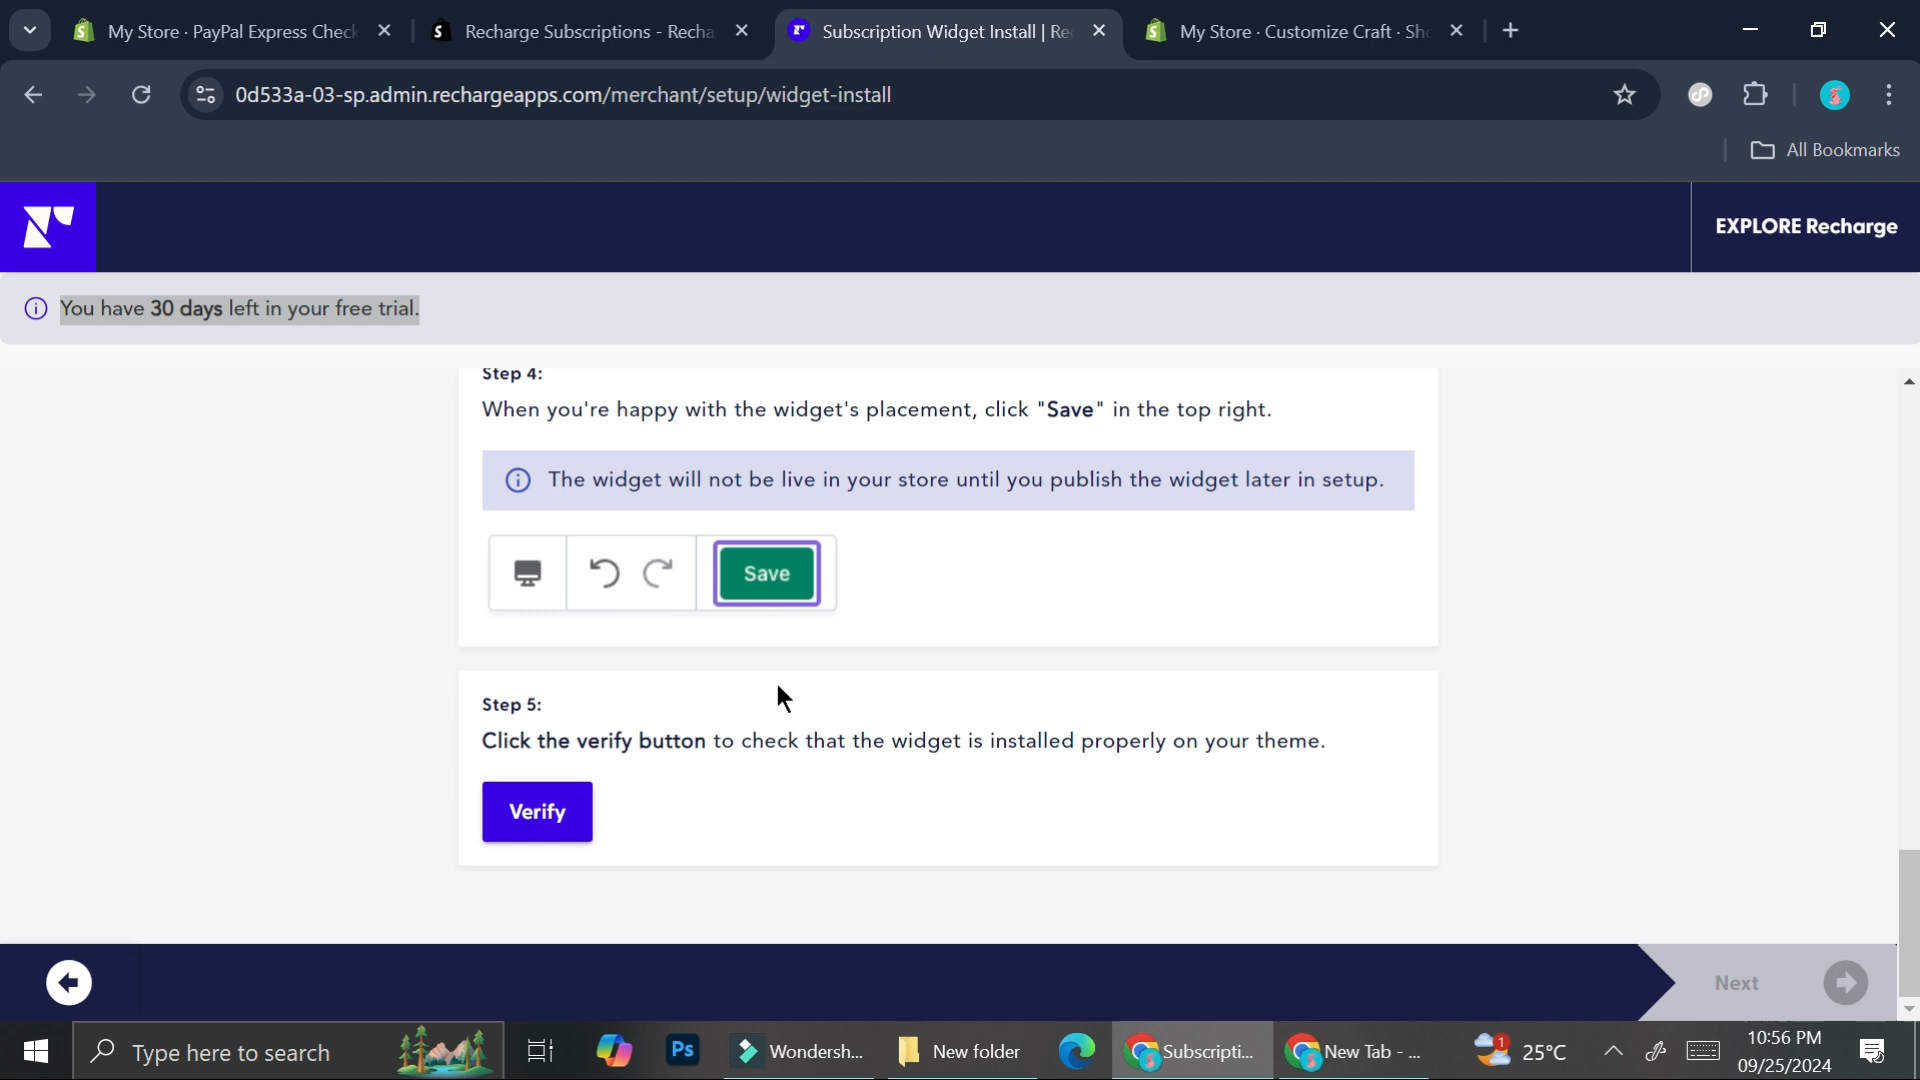 My Store · PayPal Express Check
Recharge Subscriptions - Recha
Subscription Widget Install | Re
My Store · Customize Craft · Sh
0d533a-03-sp.admin.rechargeapps.com/merchant/setup/widget-install
All Bookmarks
EXPLORE Recharge
You have 30 days left in your free trial.
Step 4:
When you're happy with the widget's placement, click "Save" in the top right.
The widget will not be live in your store until you publish the widget later in setup.
Save
Step 5:
Click the verify button to check that the widget is installed properly on your theme.
Verify
Next
Type here to search
Ps
Wondersh...
New folder
Subscripti...
New Tab - ...
1
25°C
10:56 PM
09/25/2024